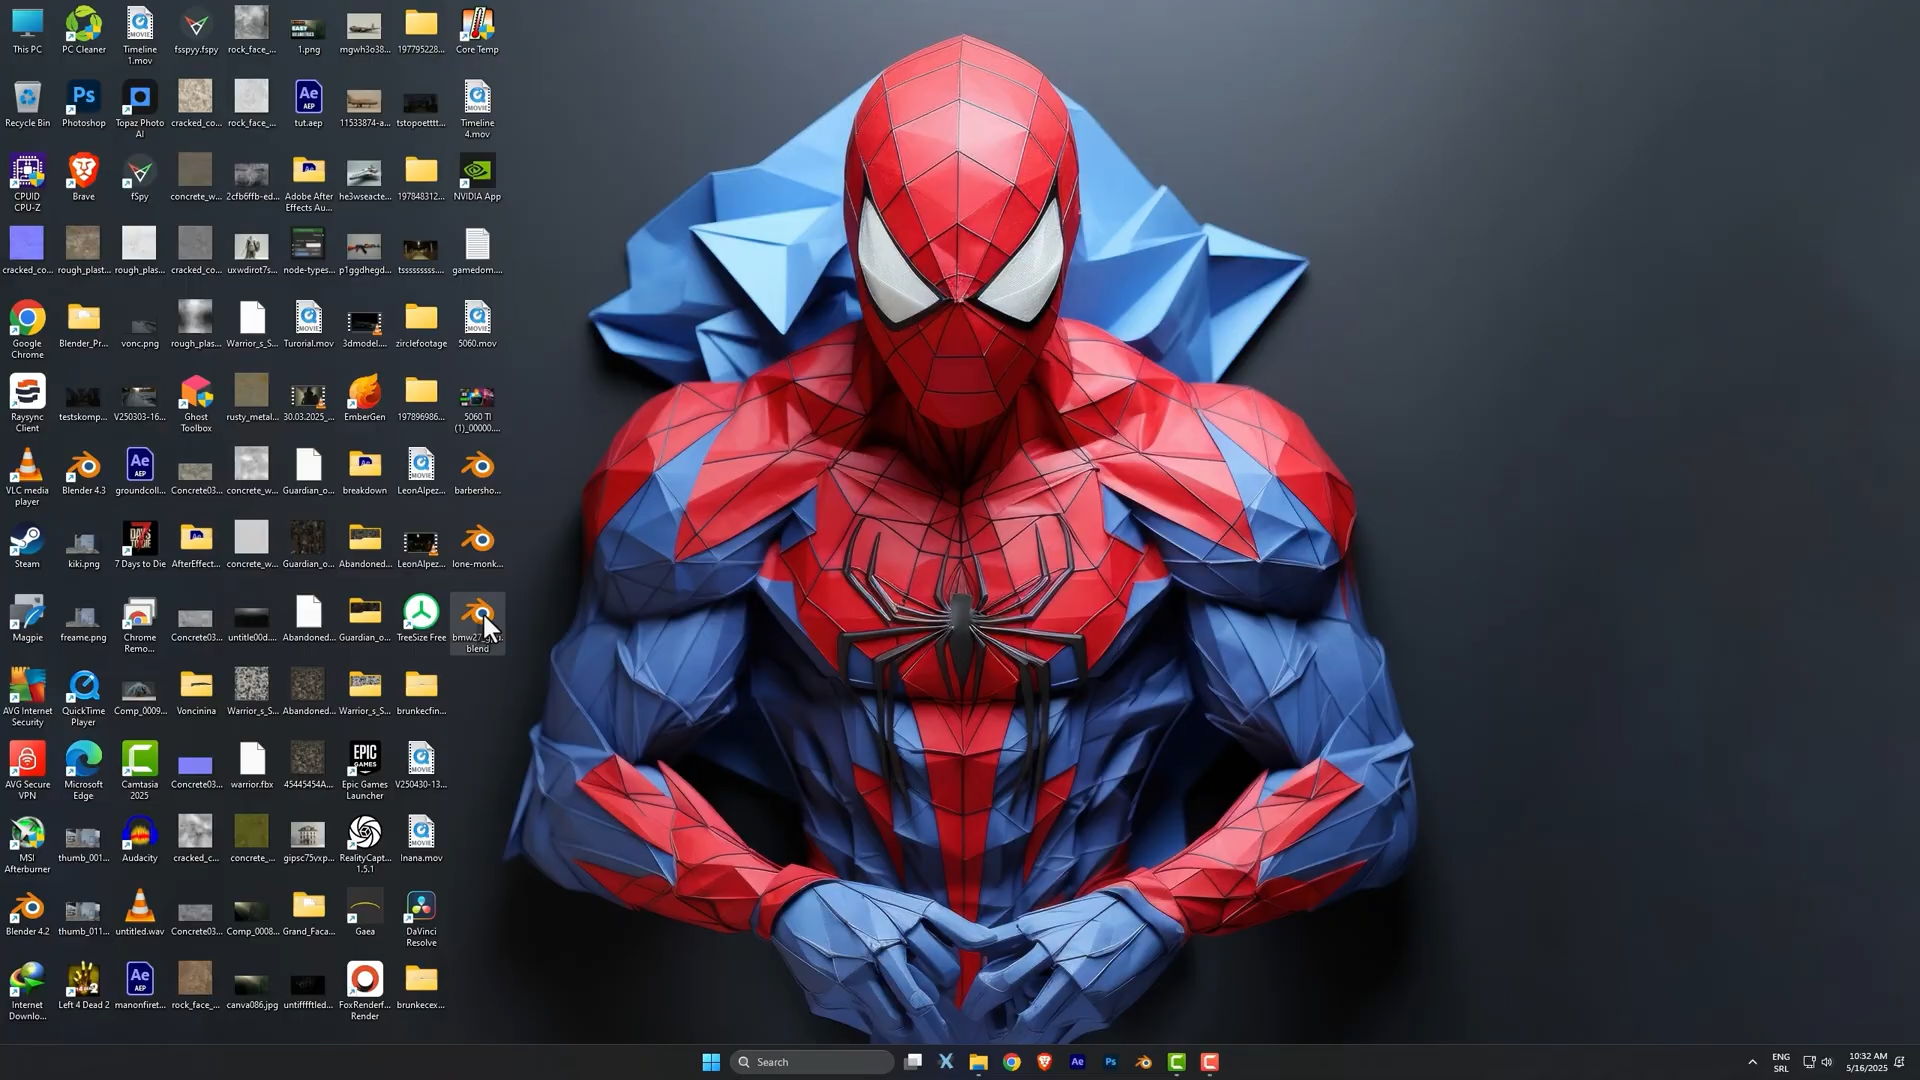 This PC
PC Cleaner
Timeline
1.mov
fsspyy.fspy
rock_face_...
1.png
mgwh3o38...
197795228...
Core Temp
Recycle Bin
Photoshop
Topaz Photo
AI
cracked_co...
rock_face_...
tut.aep
11533874-a...
tstopoetttt...
Timeline
4.mov
CPUID
CPU-Z
Brave
fSpy
concrete_w...
2cfb6ffb-ed...
Adobe After
Effects Au...
he3wseacte...
197848312...
NVIDIA App
cracked_co...
rough_plast...
rough_plas...
cracked_co...
uxwdirot7s...
node-types...
p1ggdhegd...
tsssssssss....
gamedom....
Google
Chrome
Blender_Pr...
vonc.png
rough_plas...
Warrior_s_S...
Turorial.mov
3dmodel....
zirclefootage
5060.mov
Raysync
Client
testskomp...
V250303-16...
Ghost
Toolbox
rusty_metal...
30.03.2025_...
EmberGen
197896986...
5060 TI
(1)_00000....
VLC media
player
Blender 4.3
groundcoll...
Concrete03...
concrete_w...
Guardian_o...
breakdown
LeonAlpez...
barbersho...
Steam
kiki.png
7 Days to Die
AfterEffect...
concrete_w...
Guardian_o...
Abandoned...
LeonAlpez...
lone-monk...
Magpie
freame.png
Chrome
Remo...
Concrete03...
untitle00d....
Abandoned...
Guardian_o...
TreeSize Free
blend
AVG Internet
Security
QuickTime
Player
Comp_0009...
Voncinina
Warrior_s_S...
Abandoned...
Warrior_s_S...
brunkecfin...
AVG Secure
VPN
Microsoft
Edge
Camtasia
2025
Concrete03...
warrior.fbx
45445454A...
Epic Games
Launcher
V250430-13...
MSI
Afterburner
thumb_001...
Audacity
cracked_c...
concrete_...
gipsc75vxp...
RealityCapt...
1.5.1
Inana.mov
Blender 4.2
thumb_011...
untitled.wav
Concrete03...
Comp_0008...
Grand_Faca...
Gaea
DaVinci
Resolve
Internet
Downlo...
Left 4 Dead 2
manonfiret...
rock_face_...
canva086.jpg
untifffftled...
FoxRenderf...
Render
brunkecex...
Search
ENG
SRL
10:32 AM
5/16/2025